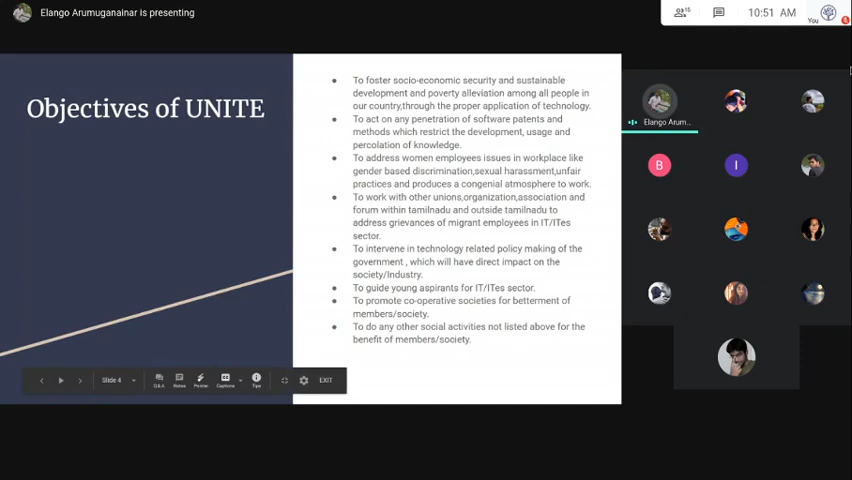 Elango Arumuganainar is presenting
15
10:51 AM
You
Objectives of UNITE
● To foster socio-economic security and sustainable
development and poverty alleviation among all people in
our country,through the proper application of technology.
● To act on any penetration of software patents and
methods which restrict the development, usage and
percolation of knowledge.
● To address women employees issues in workplace like
gender based discrimination,sexual harassment,unfair
practices and produces a congenial atmosphere to work.
● To work with other unions,organization,association and
forum within tamilnadu and outside tamilnadu to
address grievances of migrant employees in IT/ITes
sector.
● To intervene in technology related policy making of the
government , which will have direct impact on the
society/Industry.
● To guide young aspirants for IT/ITes sector.
● To promote co-operative societies for betterment of
members/society.
● To do any other social activities not listed above for the
benefit of members/society.
Elango Arum...
B
I
Slide 4
Q&A
Notes
Pointer
Captions
Tips
EXIT